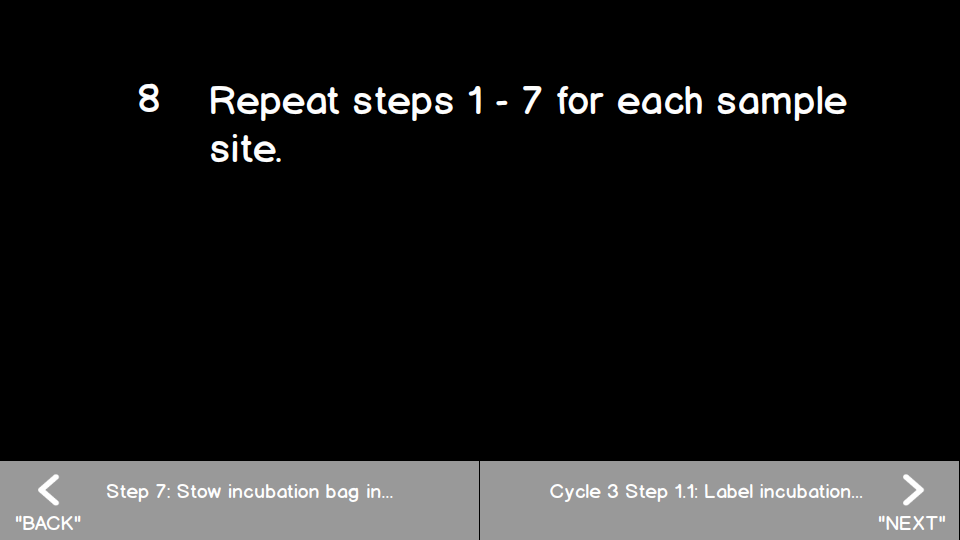 8 Repeat steps 1 - 7 for each sample
site.
Step 7: Stow incubation bag in...
"BACK"
Cycle 3 Step 1.1: Label incubation...
"NEXT"